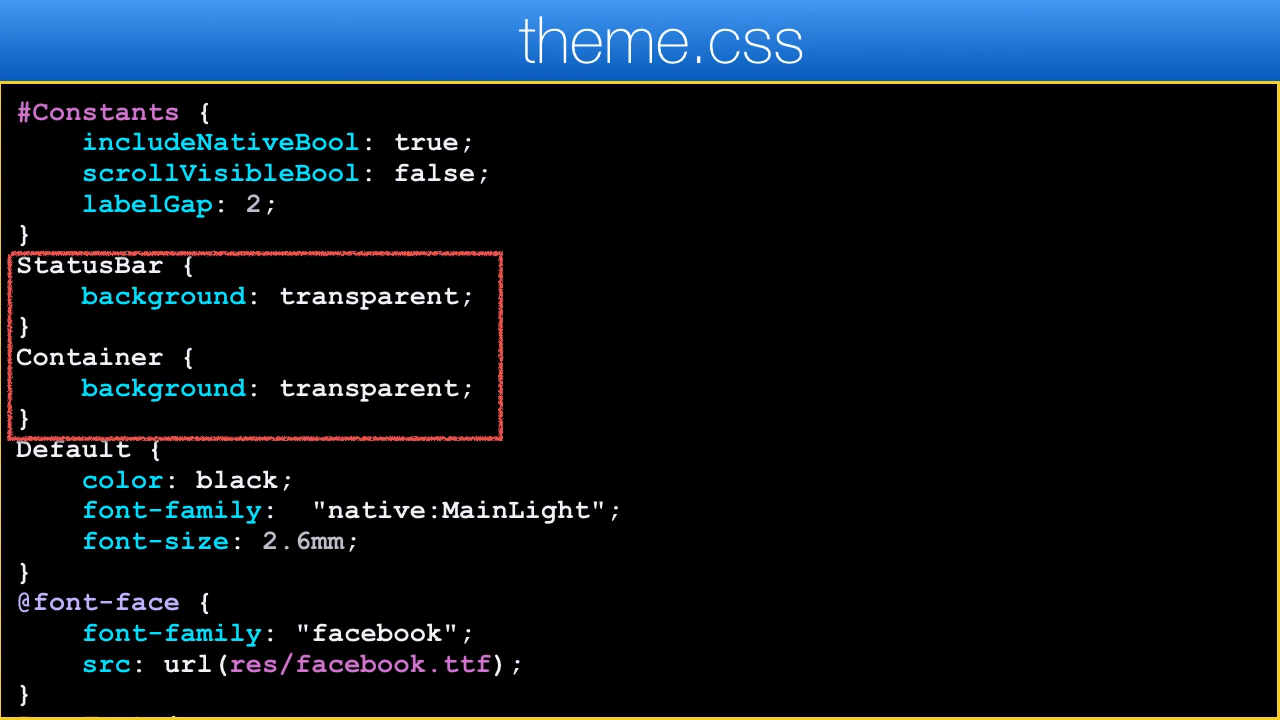 theme.css
#Constants {
    includeNativeBool: true;
    scrollVisibleBool: false;
    labelGap: 2;
}
StatusBar {
    background: transparent;
}
Container {
    background: transparent;
}
Default {
    color: black;
    font-family:  "native:MainLight";
    font-size: 2.6mm;
}
@font-face {
    font-family: "facebook";
    src: url(res/facebook.ttf);
}